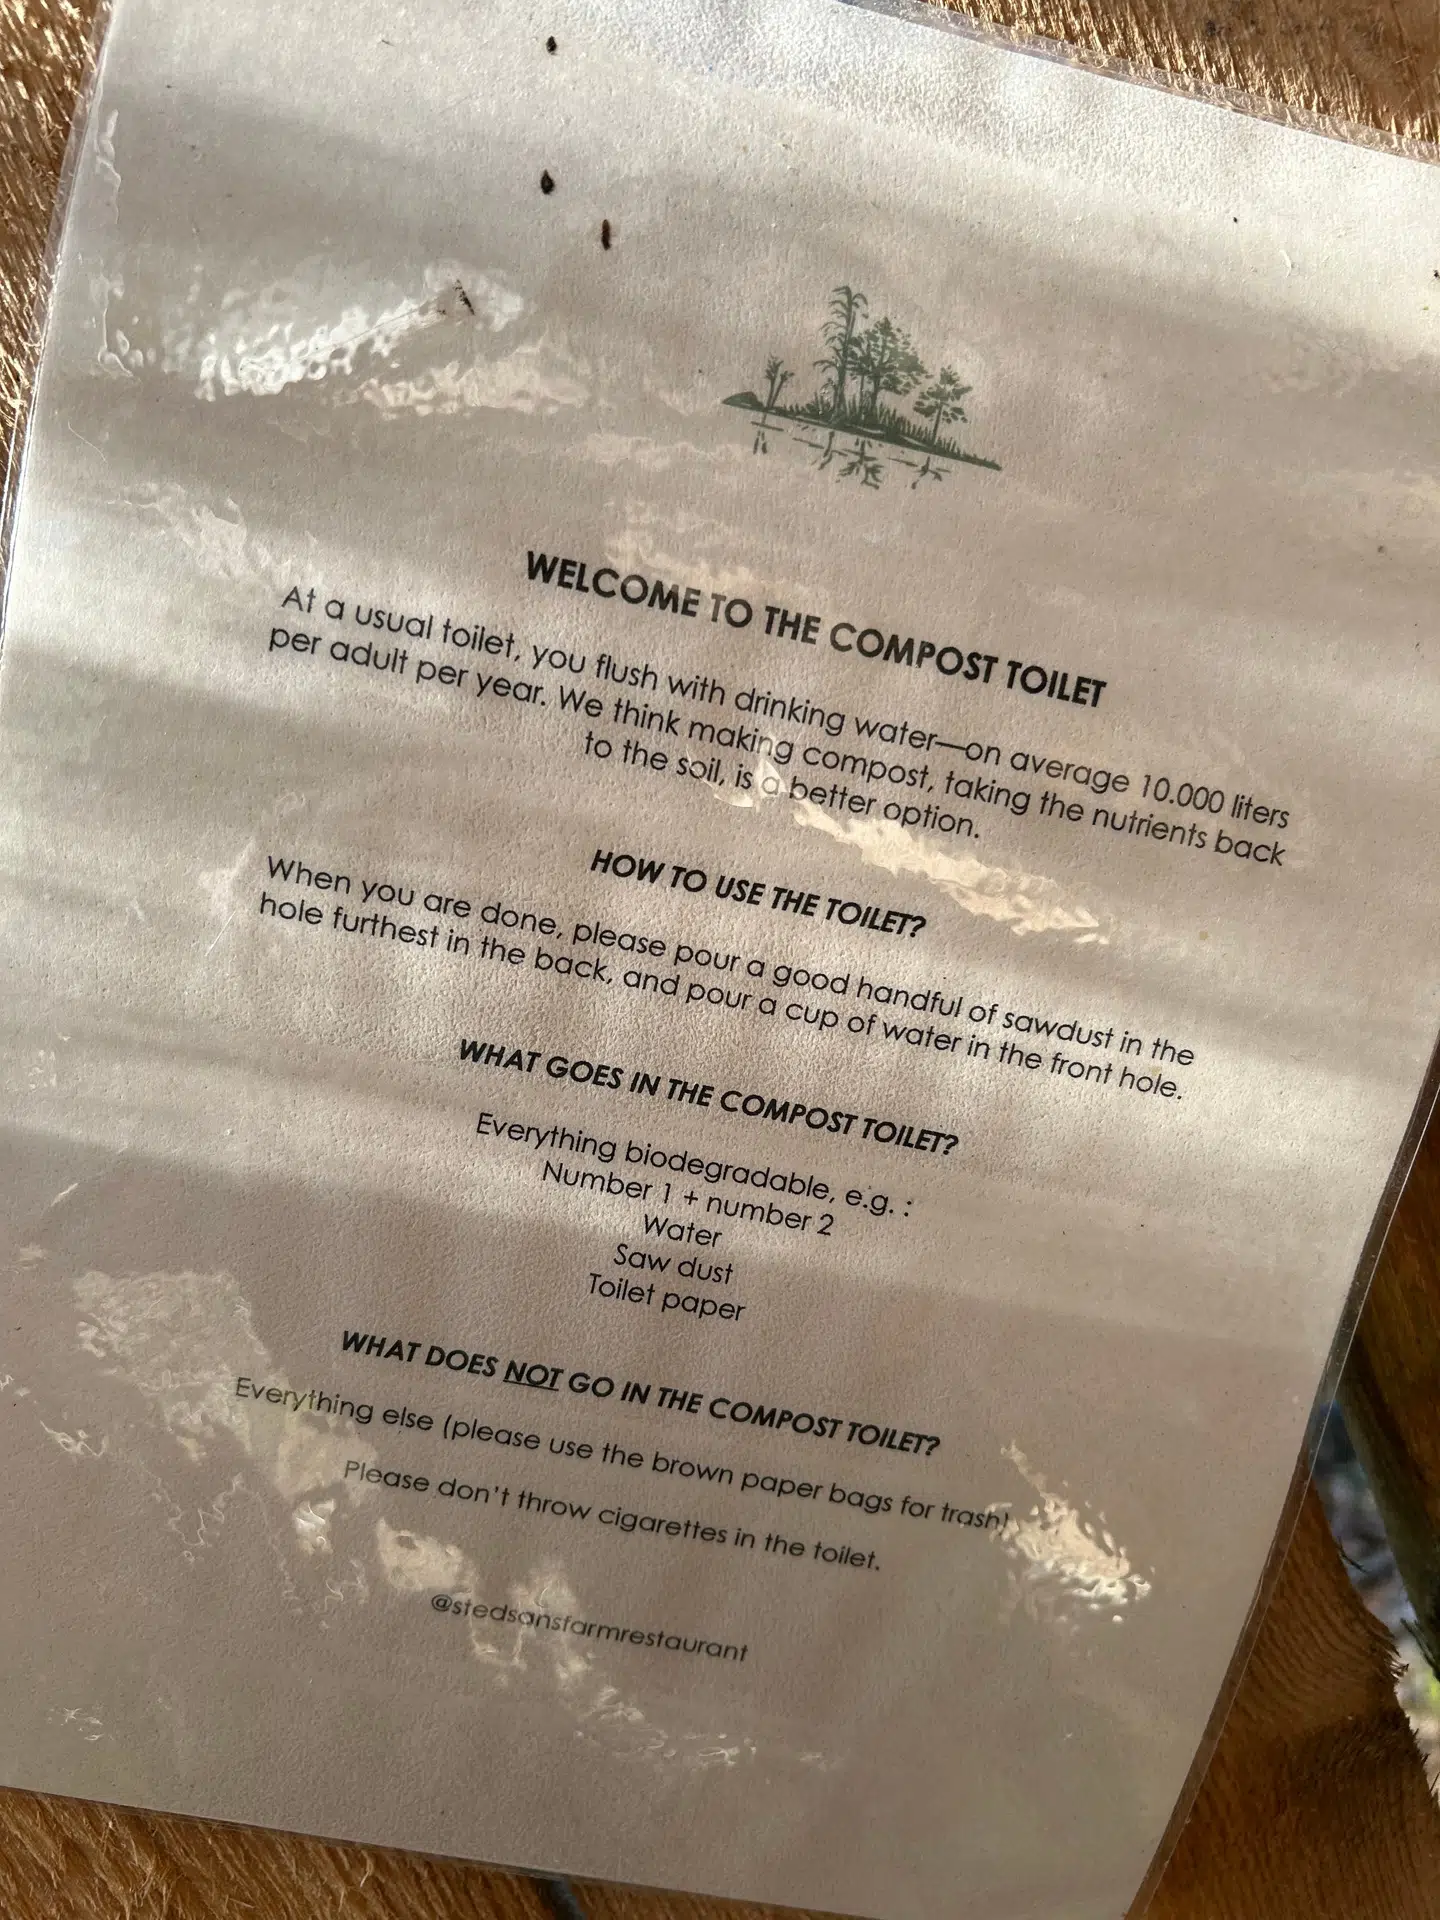 WELCOME TO THE COMPOST TOILET
At a usual toilet, you flush with drinking water—on average 10.000 liters
per adult per year. We think making compost, taking the nutrients back
to the soil, is a better option.
HOW TO USE THE TOILET?
When you are done, please pour a good handful of sawdust in the
hole furthest in the back, and pour a cup of water in the front hole.
WHAT GOES IN THE COMPOST TOILET?
Everything biodegradable, e.g. :
Number 1 + number 2
Water
Saw dust
Toilet paper
WHAT DOES NOT GO IN THE COMPOST TOILET?
Everything else (please use the brown paper bags for trash)
Please don't throw cigarettes in the toilet.
@stedsansfarmrestaurant